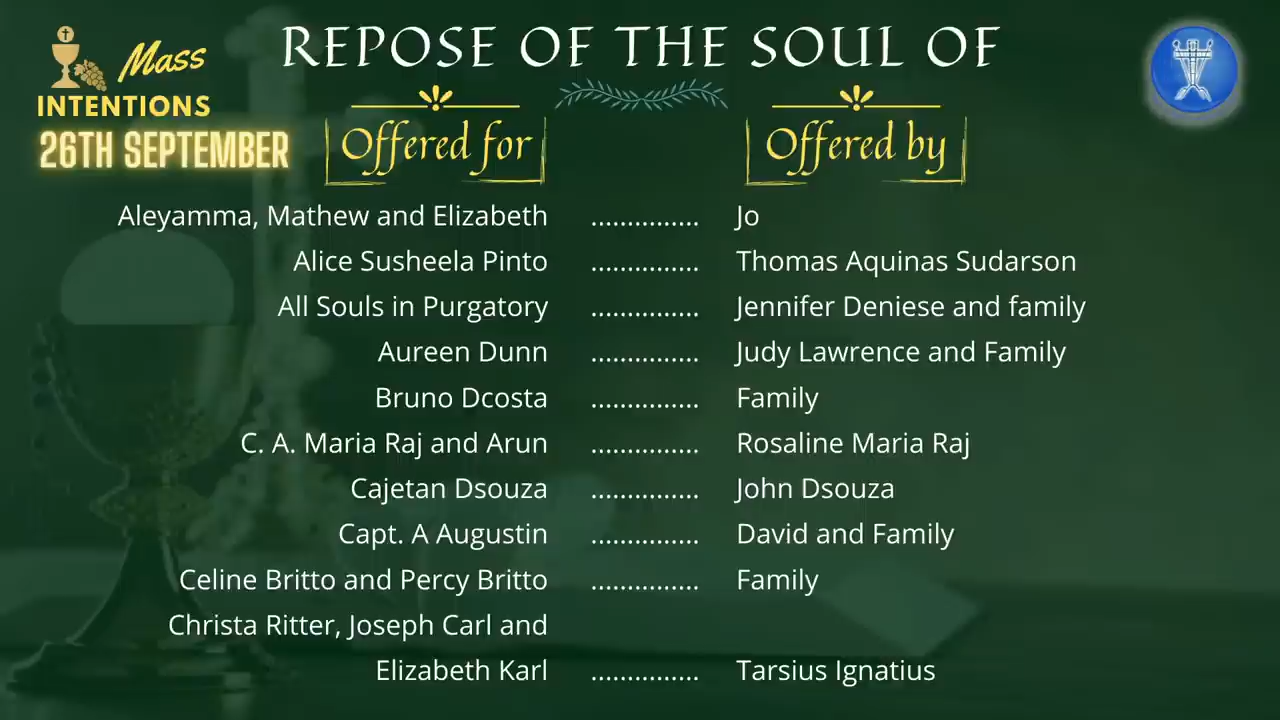 Mass
INTENTIONS
26TH SEPTEMBER
REPOSE OF THE SOUL OF
Offered for Offered by
Aleyamma, Mathew and Elizabeth ............... Jo
Alice Susheela Pinto ............... Thomas Aquinas Sudarson
All Souls in Purgatory ............... Jennifer Deniese and family
Aureen Dunn ............... Judy Lawrence and Family
Bruno Dcosta ............... Family
C. A. Maria Raj and Arun ............... Rosaline Maria Raj
Cajetan Dsouza ............... John Dsouza
Capt. A Augustin ............... David and Family
Celine Britto and Percy Britto ............... Family
Christa Ritter, Joseph Carl and
Elizabeth Karl ............... Tarsius Ignatius